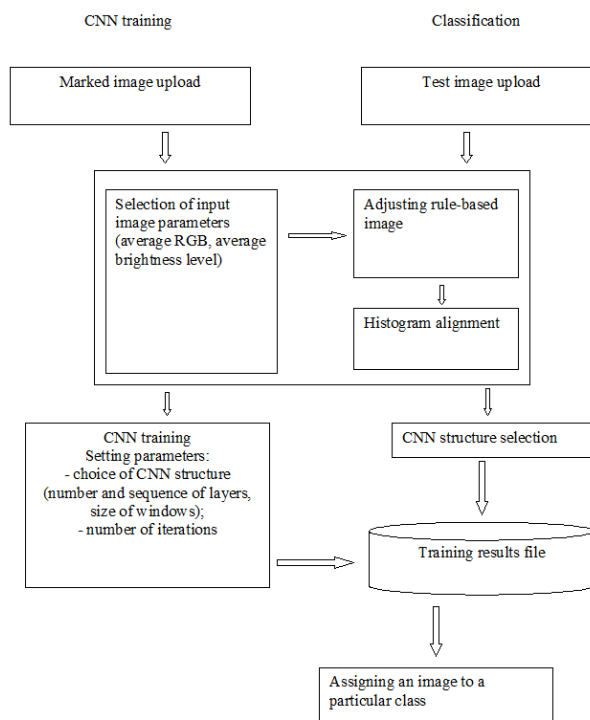 CNN training
Classification
Marked image upload
Test image upload
Selection of input
image parameters
(average RGB, average
brightness level)
Adjusting rule-based
image
Histogram alignment
CNN training
Setting parameters:
- choice of CNN structure
(number and sequence of layers,
size of windows);
- number of iterations
CNN structure selection
Training results file
Assigning an image to a
particular class